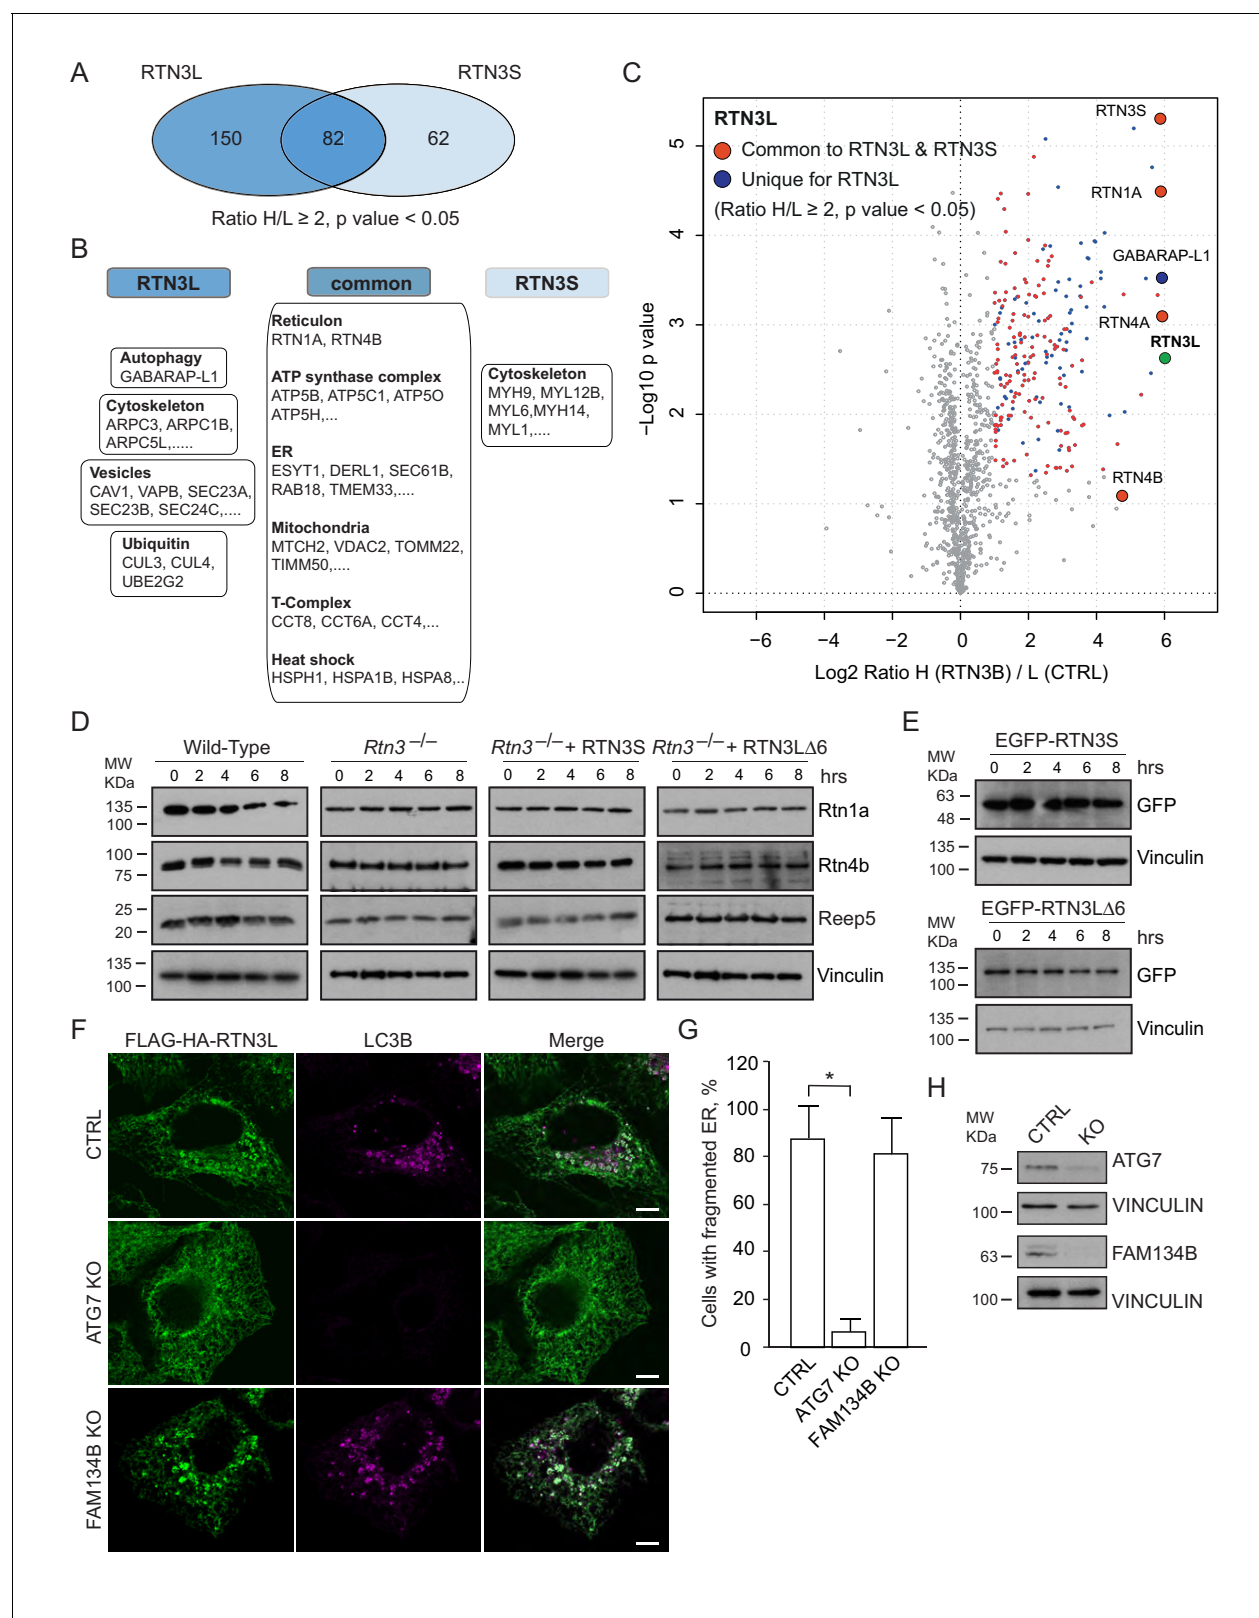 A
RTN3L
RTN3S
150
82
62
Ratio H/L ≥ 2, p value < 0.05
B
RTN3L
common
RTN3S
Autophagy
GABARAP-L1
Cytoskeleton
ARPC3, ARPC1B,
ARPC5L,.....
Vesicles
CAV1, VAPB, SEC23A,
SEC23B, SEC24C,....
Ubiquitin
CUL3, CUL4,
UBE2G2
Reticulon
RTN1A, RTN4B
ATP synthase complex
ATP5B, ATP5C1, ATP5O
ATP5H,...
ER
ESYT1, DERL1, SEC61B,
RAB18, TMEM33,....
Mitochondria
MTCH2, VDAC2, TOMM22,
TIMM50,....
T-Complex
CCT8, CCT6A, CCT4,...
Heat shock
HSPH1, HSPA1B, HSPA8,..
Cytoskeleton
MYH9, MYL12B,
MYL6,MYH14,
MYL1,....
C
RTN3L
Common to RTN3L & RTN3S
Unique for RTN3L
(Ratio H/L ≥ 2, p value < 0.05)
RTN3S
RTN1A
GABARAP-L1
RTN4A
RTN3L
RTN4B
−Log10 p value
5
4
3
2
1
0
−6 −4 −2 0 2 4 6
Log2 Ratio H (RTN3B) / L (CTRL)
D
Wild-Type
Rtn3 −/−
Rtn3 −/− + RTN3S
Rtn3 −/− + RTN3LΔ6
MW
KDa
0 2 4 6 8
0 2 4 6 8
0 2 4 6 8
0 2 4 6 8
hrs
135
100
Rtn1a
100
75
Rtn4b
25
20
Reep5
135
100
Vinculin
E
EGFP-RTN3S
MW
KDa
0 2 4 6 8 hrs
63
48
GFP
135
100
Vinculin
EGFP-RTN3LΔ6
MW
KDa
0 2 4 6 8 hrs
135
100
GFP
135
100
Vinculin
F
FLAG-HA-RTN3L
LC3B
Merge
CTRL
ATG7 KO
FAM134B KO
G
Cells with fragmented ER, %
120
100
80
60
40
20
0
*
CTRL
ATG7 KO
FAM134B KO
H
MW
KDa
CTRL
KO
75
ATG7
100
VINCULIN
63
FAM134B
100
VINCULIN